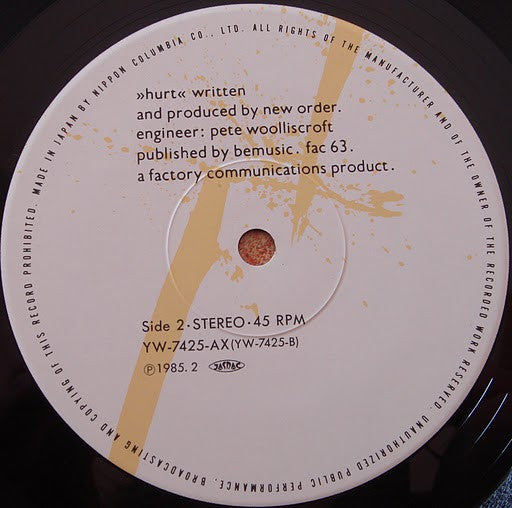 »hurt« written
and produced by new order.
engineer: pete woolliscroft
published by bemusic. fac 63.
a factory communications product.
Side 2·STEREO·45 RPM
YW-7425-AX(YW-7425-B)
Ⓟ1985.2 JASRAC
MADE IN JAPAN BY NIPPON COLUMBIA CO., LTD. ALL RIGHTS OF THE MANUFACTURER AND OF THE OWNER OF THE RECORDED WORK RESERVED. UNAUTHORIZED PUBLIC PERFORMANCE, BROADCASTING AND COPYING OF THIS RECORD PROHIBITED.